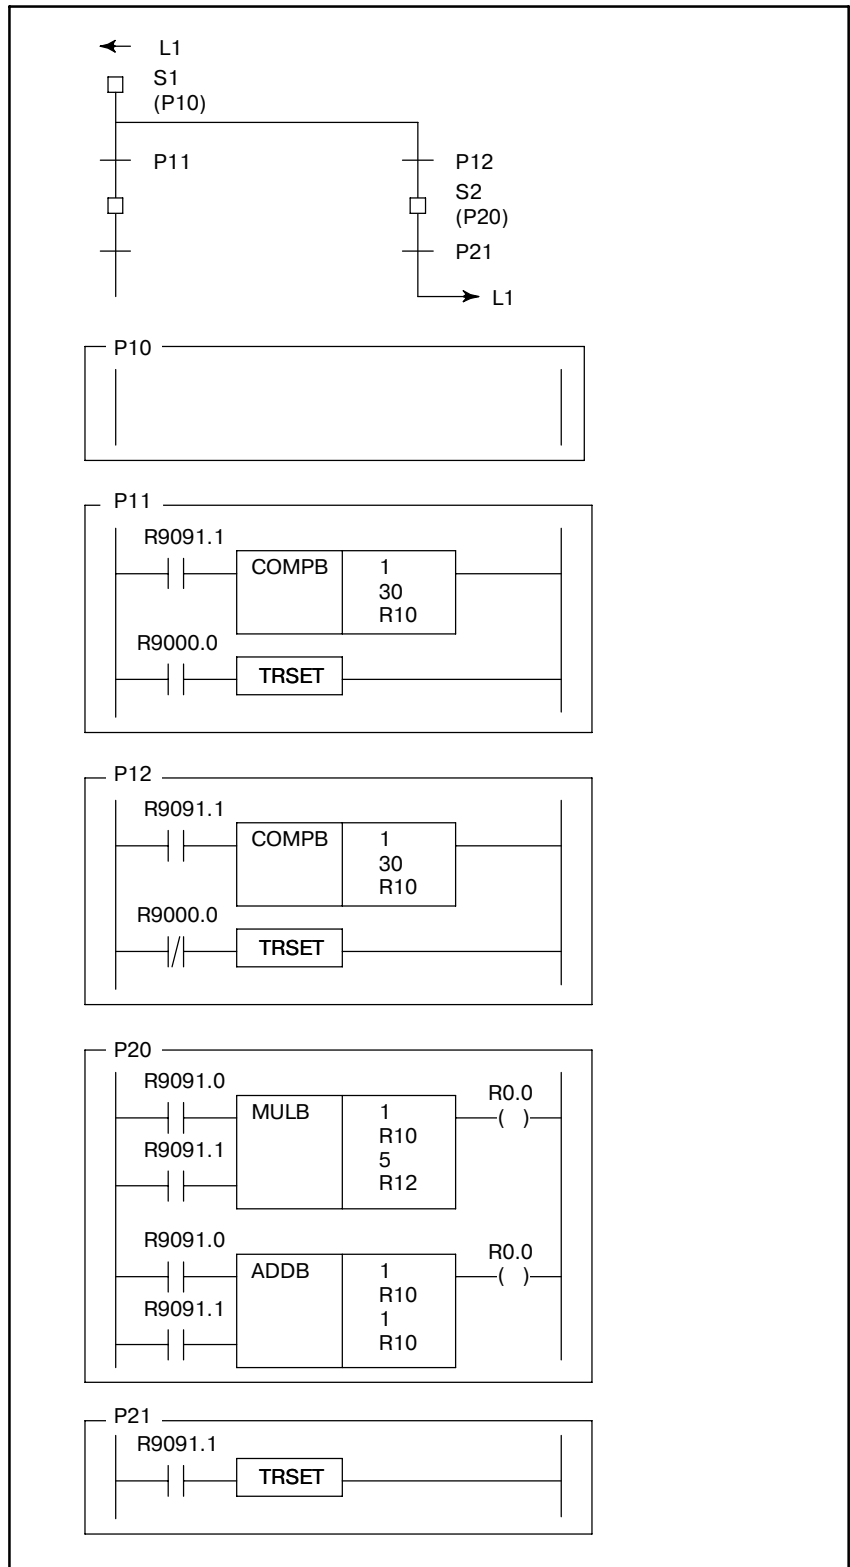 L1
S1
(P10)
P11
P12
S2
(P20)
P21
L1
P10
P11
R9091.1
COMPB 1
30
R10
R9000.0
TRSET
P12
R9091.1
COMPB 1
30
R10
R9000.0
TRSET
P20
R9091.0
MULB 1
R10
5
R12
R0.0
( )
R9091.1
R9091.0
ADDB 1
R10
1
R10
R0.0
( )
R9091.1
P21
R9091.1
TRSET